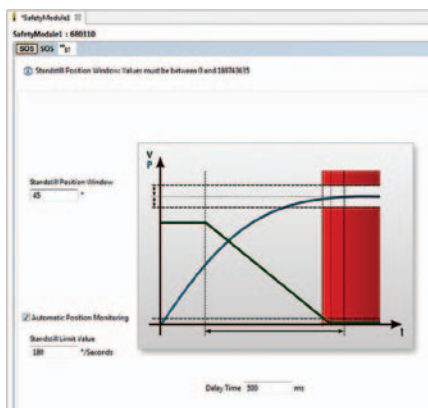 *SafetyModule1
SafetyModule1 : 680110
SOS SOS
Standstill Position Window: Values must be between 0 and 188743635
V
P
Standstill Position Window
45 °
Automatic Position Monitoring
Standstill Limit Value
180 °/Seconds
t
Delay Time 500 ms